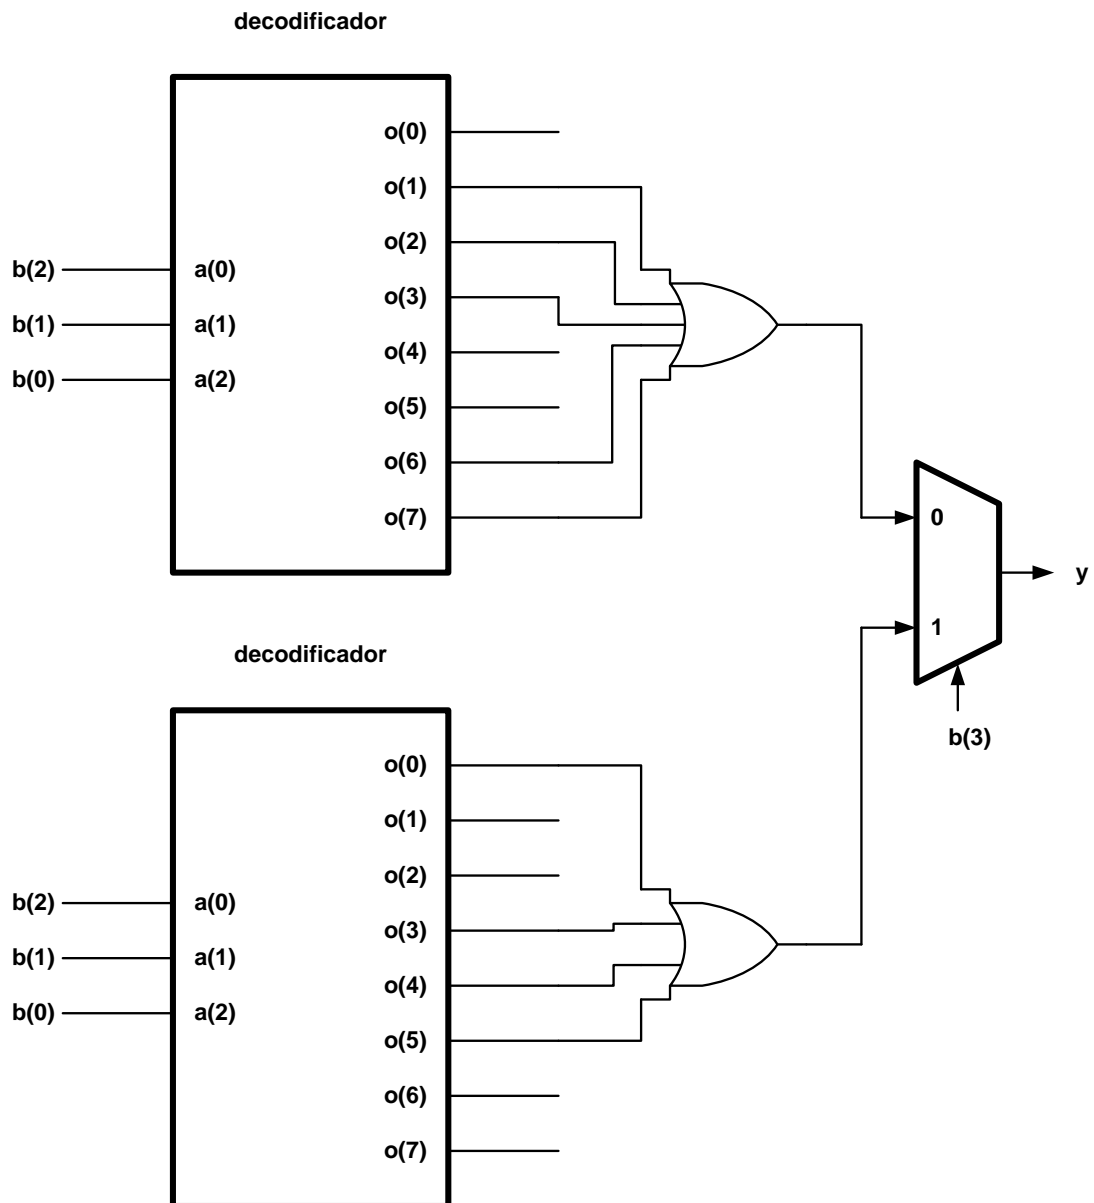 decodificador
o(0)
o(1)
o(2)
b(2) a(0)
o(3)
b(1) a(1)
o(4)
b(0) a(2)
o(5)
o(6)
o(7)
0
y
1
b(3)
decodificador
o(0)
o(1)
o(2)
b(2) a(0)
o(3)
b(1) a(1)
o(4)
b(0) a(2)
o(5)
o(6)
o(7)